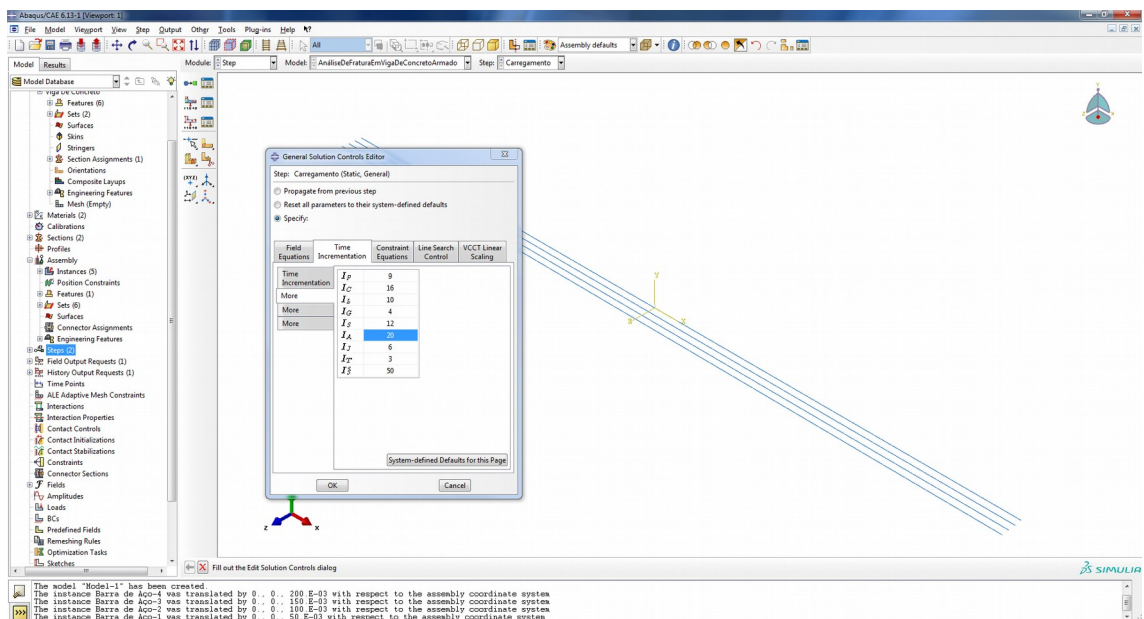 Abaqus/CAE 6.13-1 [Viewport: 1]
File Model Viewport View Step Output Other Tools Plug-ins Help
All
Assembly defaults
Model Results
Module: Step Model: AnáliseDeFraturaEmVigaDeConcretoArmado Step: Carregamento
Model Database
Viga De Concreto
Features (6)
Sets (2)
Surfaces
Skins
Stringers
Section Assignments (1)
Orientations
Composite Layups
Engineering Features
Mesh (Empty)
Materials (2)
Calibrations
Sections (2)
Profiles
Assembly
Instances (5)
Position Constraints
Features (1)
Sets (6)
Surfaces
Connector Assignments
Engineering Features
Steps (2)
Field Output Requests (1)
History Output Requests (1)
Time Points
ALE Adaptive Mesh Constraints
Interactions
Interaction Properties
Contact Controls
Contact Initializations
Contact Stabilizations
Constraints
Connector Sections
Fields
Amplitudes
Loads
BCs
Predefined Fields
Remeshing Rules
Optimization Tasks
Sketches
General Solution Controls Editor
Step: Carregamento (Static, General)
Propagate from previous step
Reset all parameters to their system-defined defaults
Specify:
Field Equations
Time Incrementation
Constraint Equations
Line Search Control
VCCT Linear Scaling
Time Incrementation
More
More
More
I_P 9
I_C 16
I_L 10
I_G 4
I_S 12
I_A 20
I_J 6
I_T 3
I_S^c 50
System-defined Defaults for this Page
OK Cancel
Y
Z X
Y
z x
Fill out the Edit Solution Controls dialog
SIMULIA
The model "Model-1" has been created.
The instance Barra de Aço-4 was translated by 0., 0., 200.E-03 with respect to the assembly coordinate system
The instance Barra de Aço-3 was translated by 0., 0., 150.E-03 with respect to the assembly coordinate system
The instance Barra de Aço-2 was translated by 0., 0., 100.E-03 with respect to the assembly coordinate system
The instance Barra de Aço-1 was translated by 0., 0., 50.E-03 with respect to the assembly coordinate system